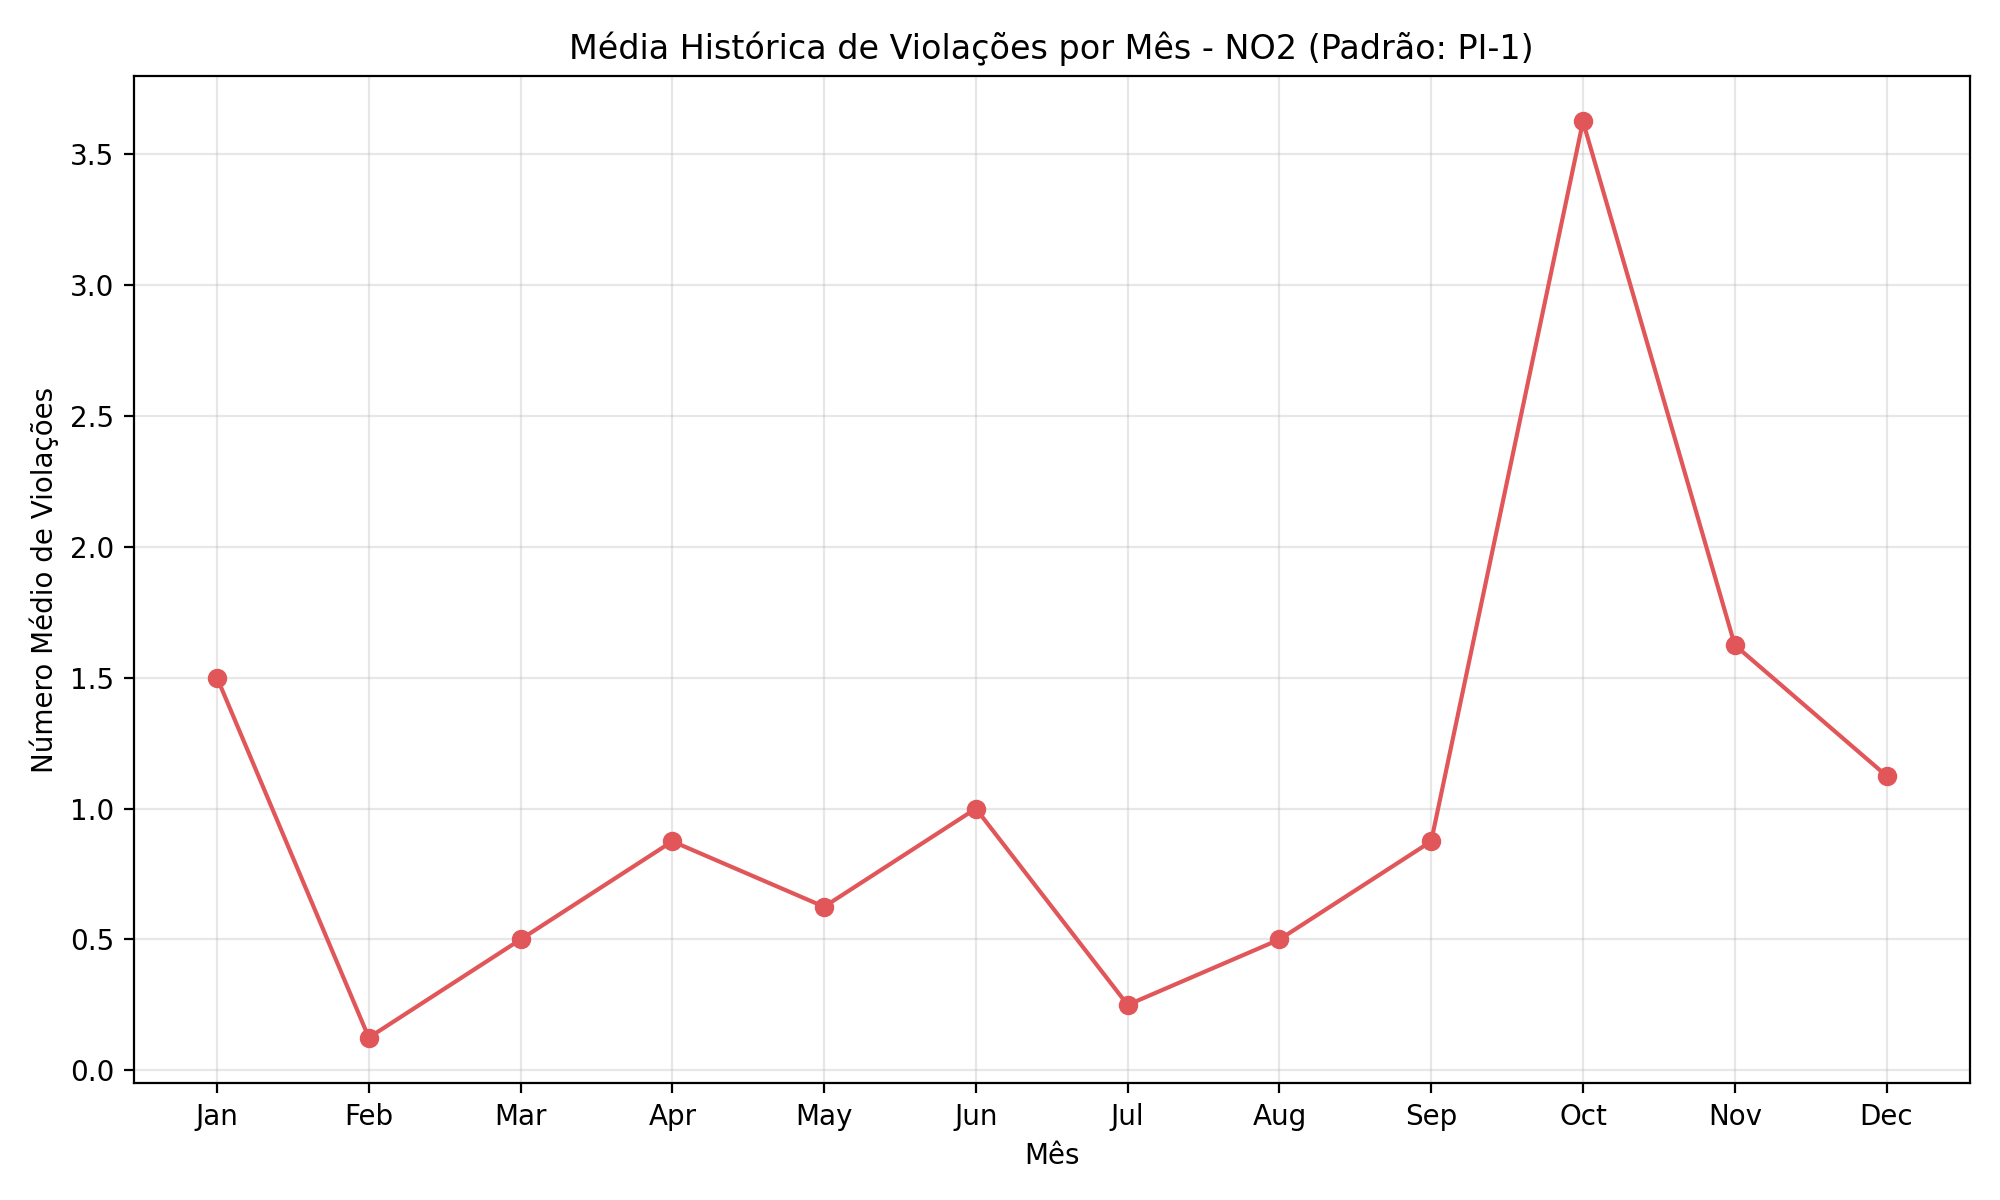 Média Histórica de Violações por Mês - NO2 (Padrão: PI-1)
Número Médio de Violações
3.5
3.0
2.5
2.0
1.5
1.0
0.5
0.0
Jan Feb Mar Apr May Jun Jul Aug Sep Oct Nov Dec
Mês